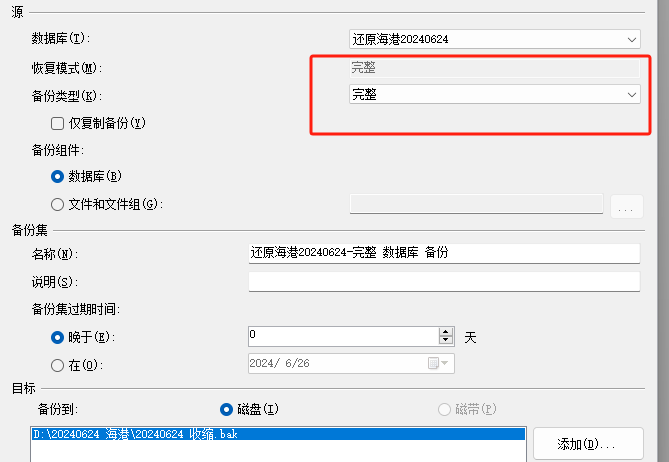 源
数据库(T): 还原海港20240624
恢复模式(M): 完整
备份类型(K): 完整
仅复制备份(Y)
备份组件:
数据库(B)
文件和文件组(G): ...
备份集
名称(N): 还原海港20240624-完整 数据库 备份
说明(S):
备份集过期时间:
晚于(E): 0 天
在(O): 2024/ 6/26
目标
备份到: 磁盘(I) 磁带(P)
D:\20240624 海港\20240624 收缩.bak
添加(D)...